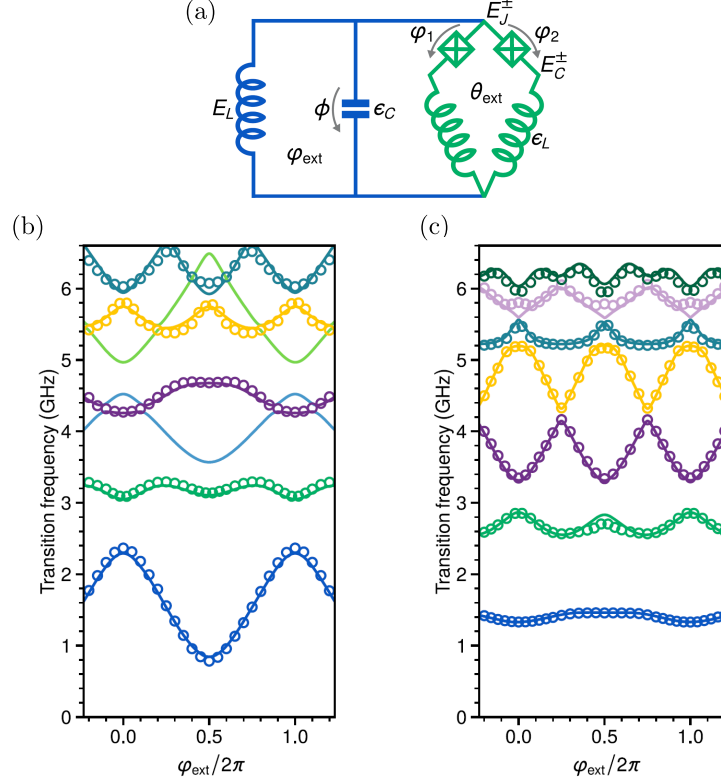 (a)
E_J^±
φ_1
φ_2
E_C^±
E_L
ϕ
ϵ_C
θ_ext
φ_ext
ϵ_L
(b)
(c)
Transition frequency (GHz)
6
5
4
3
2
1
0
0.0 0.5 1.0
φ_ext/2π
Transition frequency (GHz)
6
5
4
3
2
1
0
0.0 0.5 1.0
φ_ext/2π